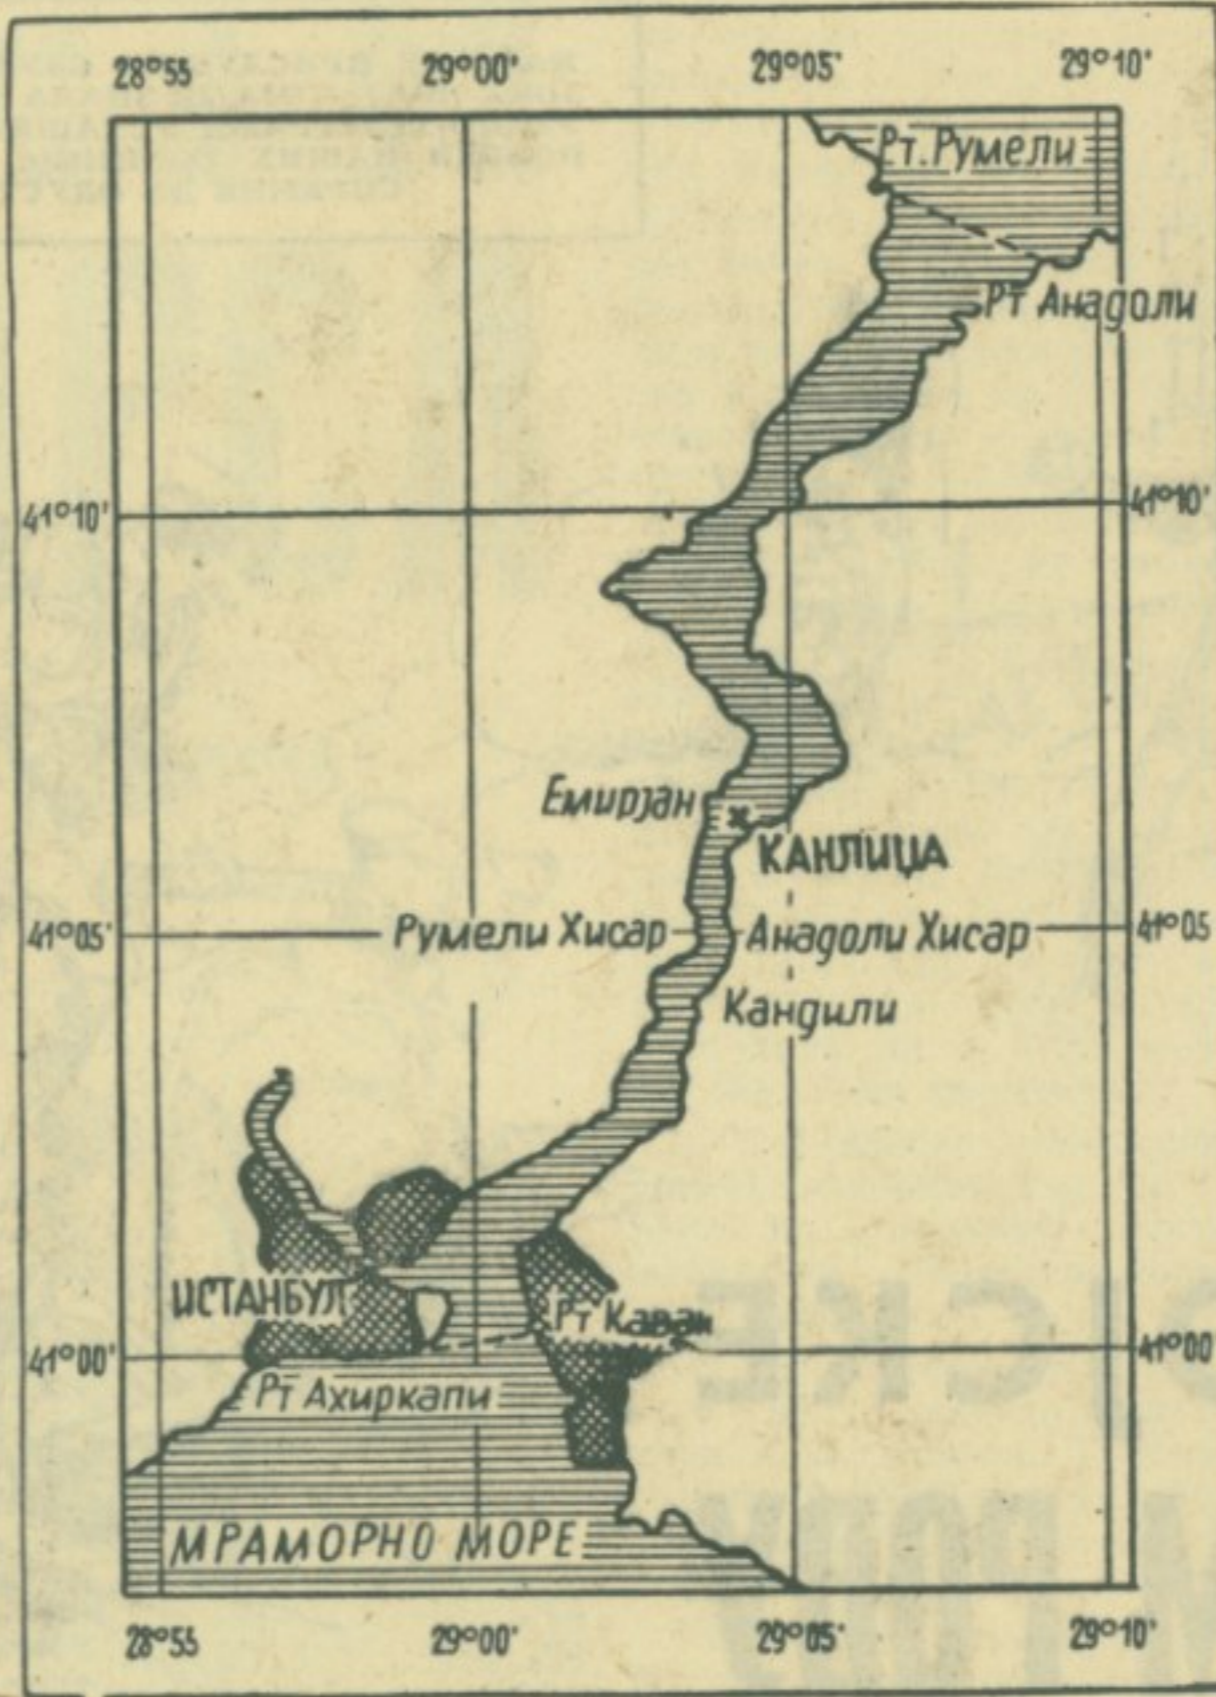 28°55 29°00' 29°05' 29°10'
Рт. Румели
Рт Анадоли
41°10' 41°10'
Емирјан
КАНЛИЏА
41°05' Румели Хисар Анадоли Хисар 41°05
Кандили
ИСТАНБУЛ
Рт Кавак
41°00' 41°00
Рт Ахиркапи
МРАМОРНО МОРЕ
28°55 29°00' 29°05' 29°10'